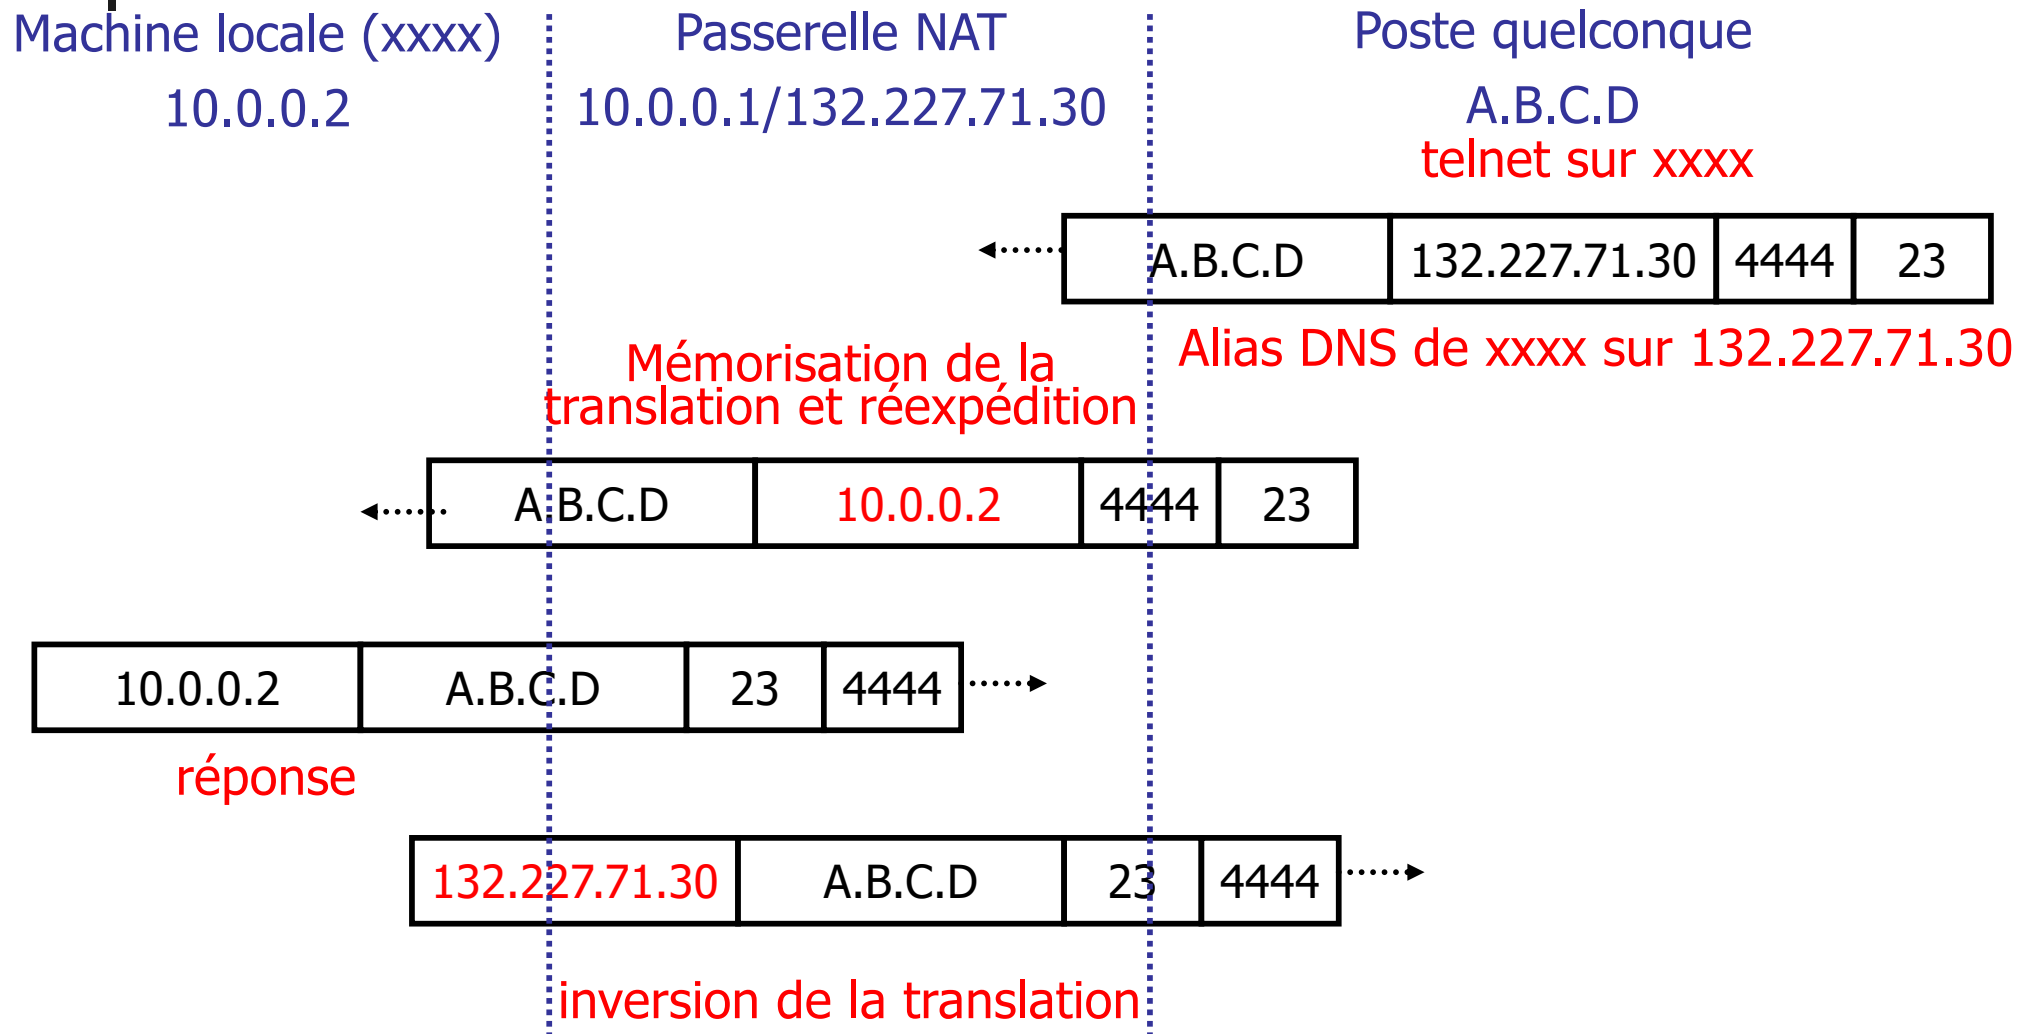 Machine locale (xxxx)
10.0.0.2
Passerelle NAT
10.0.0.1/132.227.71.30
Poste quelconque
A.B.C.D
telnet sur xxxx
A.B.C.D 132.227.71.30 4444 23
Alias DNS de xxxx sur 132.227.71.30
Mémorisation de la
translation et réexpédition
A.B.C.D 10.0.0.2 4444 23
10.0.0.2 A.B.C.D 23 4444
réponse
132.227.71.30 A.B.C.D 23 4444
inversion de la translation